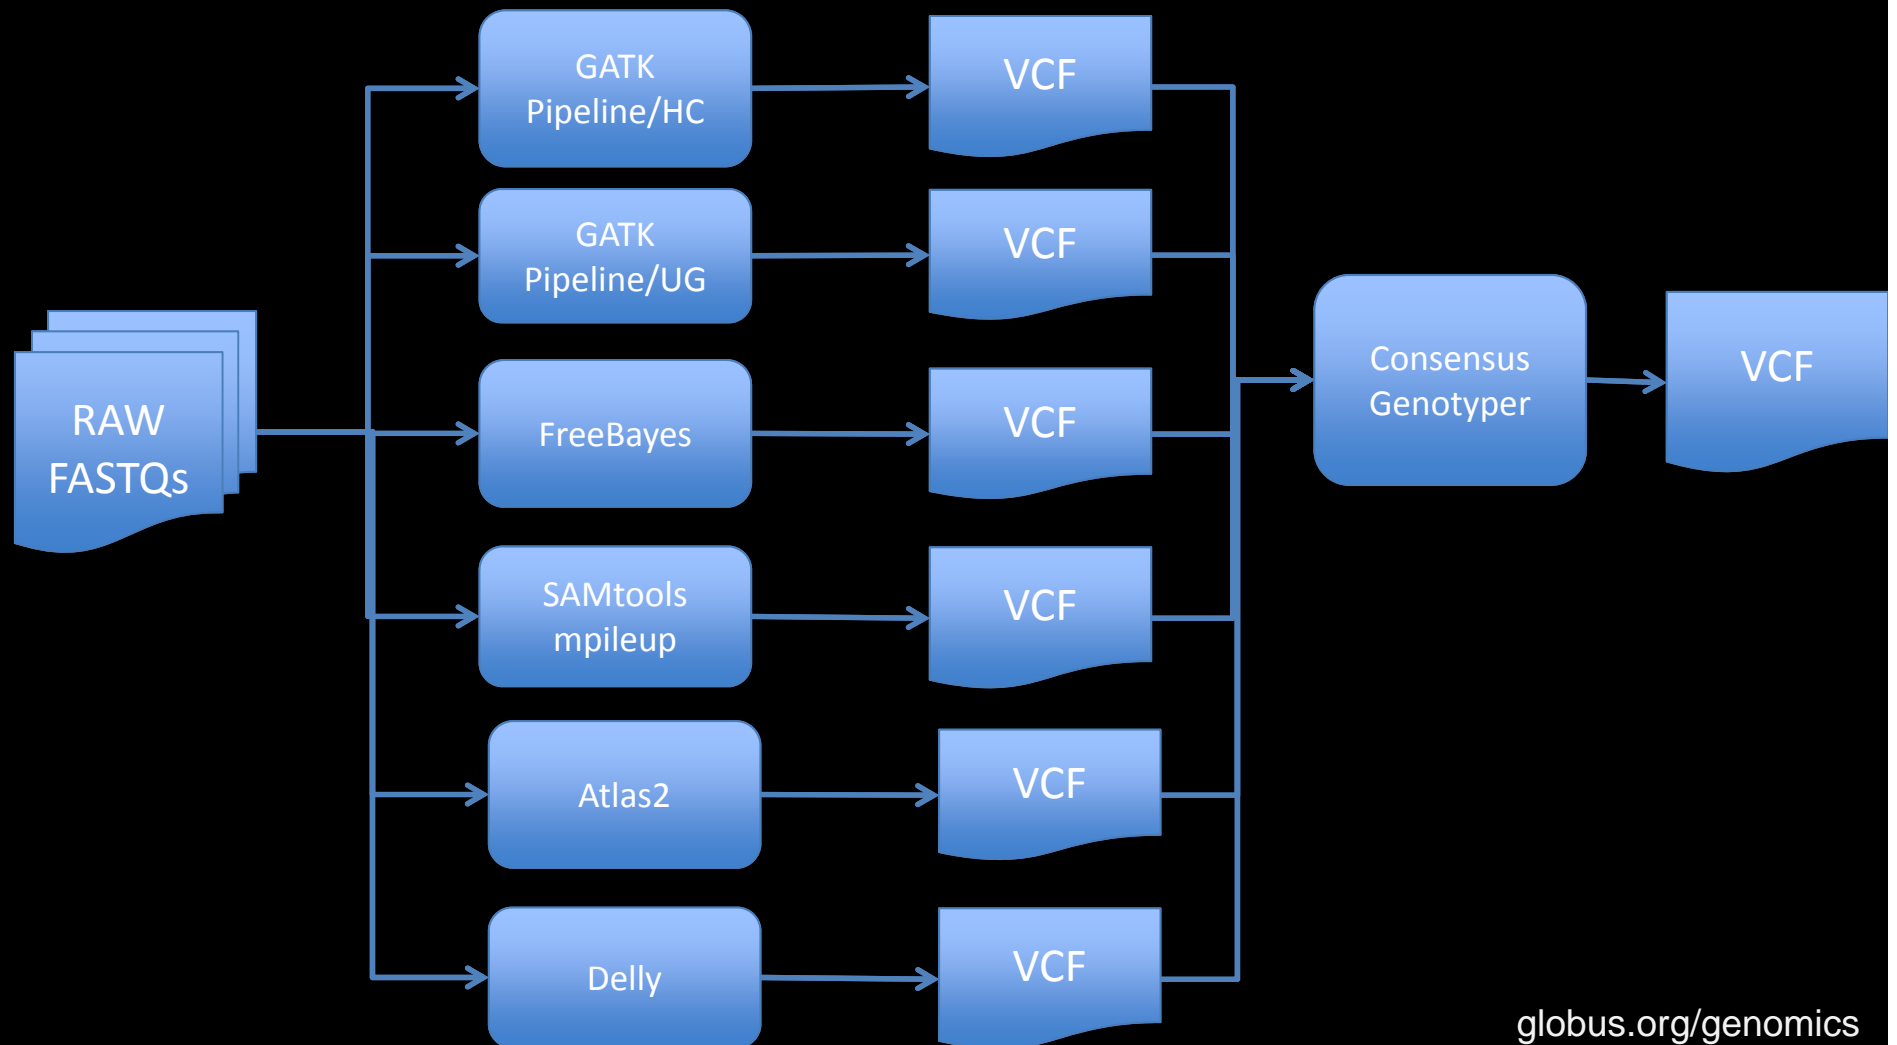 RAW
FASTQs
GATK
Pipeline/HC
VCF
GATK
Pipeline/UG
VCF
FreeBayes
VCF
SAMtools
mpileup
VCF
Atlas2
VCF
Delly
VCF
Consensus
Genotyper
VCF
globus.org/genomics